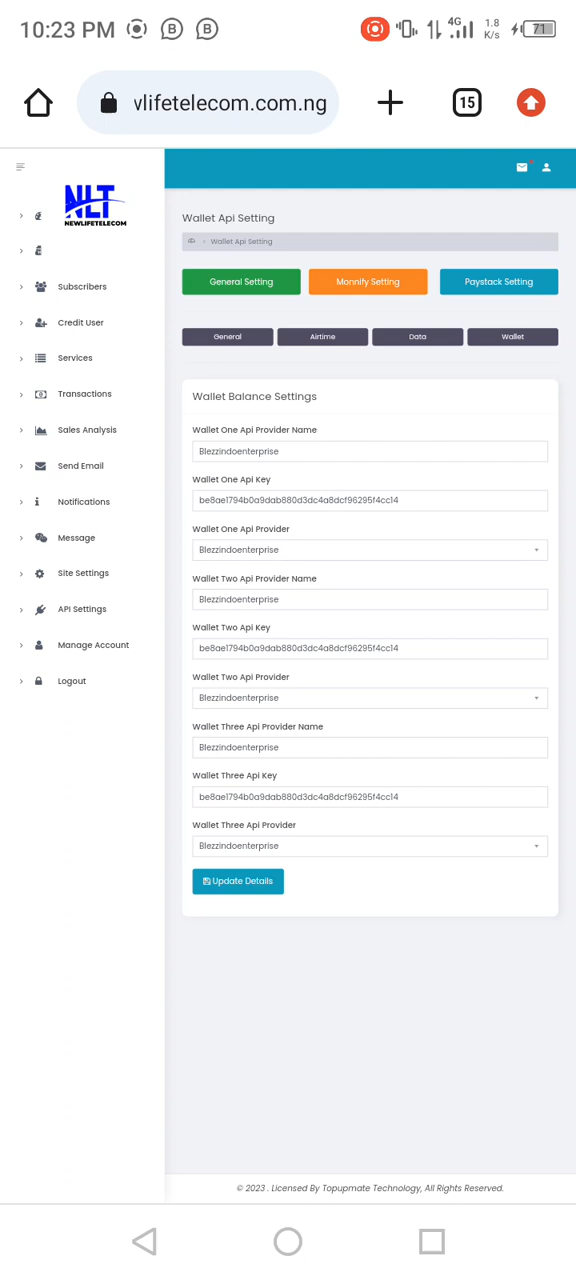 10:23 PM
4G
1.8
K/s
71
vlifetelecom.com.ng
15
NLT
NEWLIFETELECOM
Subscribers
Credit User
Services
Transactions
Sales Analysis
Send Email
Notifications
Message
Site Settings
API Settings
Manage Account
Logout
Wallet Api Setting
Wallet Api Setting
General Setting
Monnify Setting
Paystack Setting
General
Airtime
Data
Wallet
Wallet Balance Settings
Wallet One Api Provider Name
Blezzindoenterprise
Wallet One Api Key
be8ae1794b0a9dab880d3dc4a8dcf96295f4cc14
Wallet One Api Provider
Blezzindoenterprise
Wallet Two Api Provider Name
Blezzindoenterprise
Wallet Two Api Key
be8ae1794b0a9dab880d3dc4a8dcf96295f4cc14
Wallet Two Api Provider
Blezzindoenterprise
Wallet Three Api Provider Name
Blezzindoenterprise
Wallet Three Api Key
be8ae1794b0a9dab880d3dc4a8dcf96295f4cc14
Wallet Three Api Provider
Blezzindoenterprise
Update Details
© 2023 . Licensed By Topupmate Technology, All Rights Reserved.